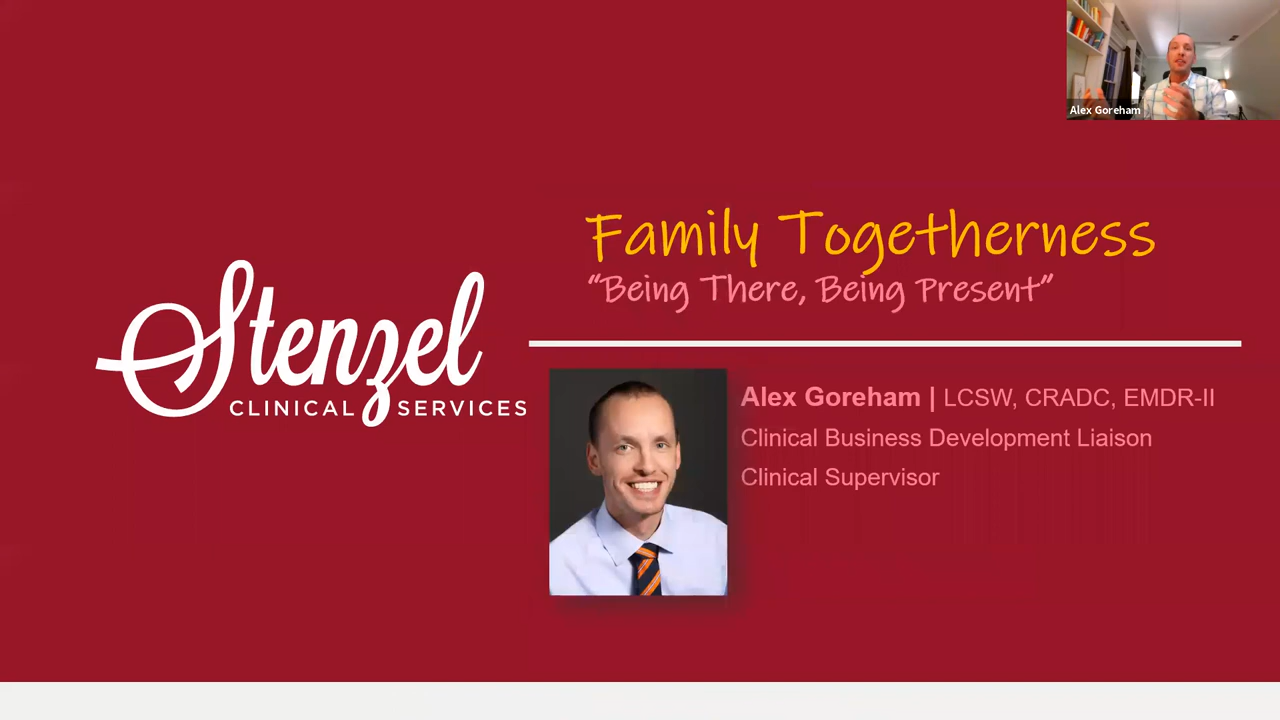 Alex Goreham
Family Togetherness
“Being There, Being Present”
Stenzel
CLINICAL SERVICES
Alex Goreham | LCSW, CRADC, EMDR-II
Clinical Business Development Liaison
Clinical Supervisor